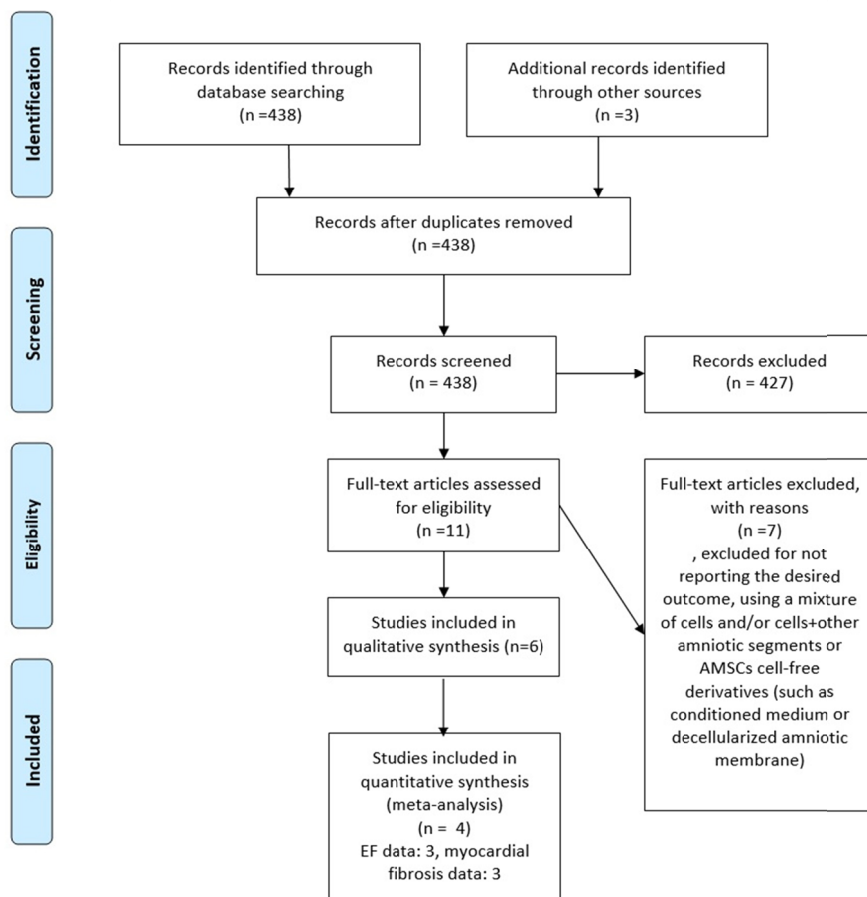 Identification
Records identified through
database searching
(n =438)
Additional records identified
through other sources
(n =3)
Records after duplicates removed
(n =438)
Screening
Records screened
(n = 438)
Records excluded
(n = 427)
Eligibility
Full-text articles assessed
for eligibility
(n =11)
Full-text articles excluded,
with reasons
(n =7)
, excluded for not
reporting the desired
outcome, using a mixture
of cells and/or cells+other
amniotic segments or
AMSCs cell-free
derivatives (such as
conditioned medium or
decellularized amniotic
membrane)
Studies included in
qualitative synthesis (n=6)
Included
Studies included in
quantitative synthesis
(meta-analysis)
(n = 4)
EF data: 3, myocardial
fibrosis data: 3